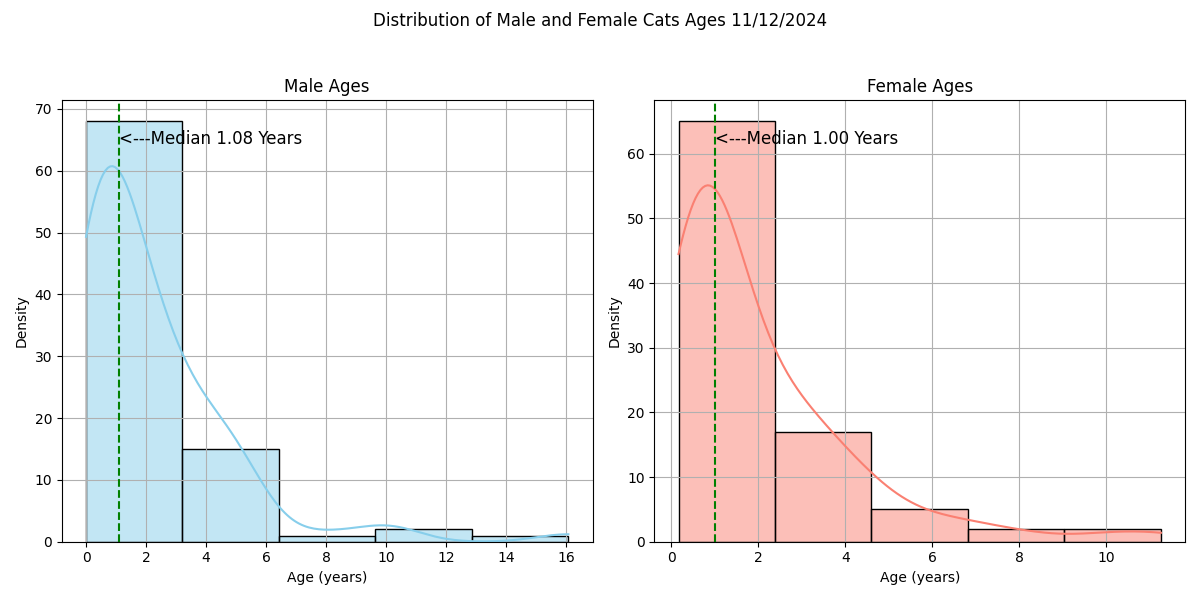 Distribution of Male and Female Cats Ages 11/12/2024
Male Ages
70
60
50
40
30
20
10
0
Density
<---Median 1.08 Years
0 2 4 6 8 10 12 14 16
Age (years)
Female Ages
60
50
40
30
20
10
0
Density
<---Median 1.00 Years
0 2 4 6 8 10
Age (years)